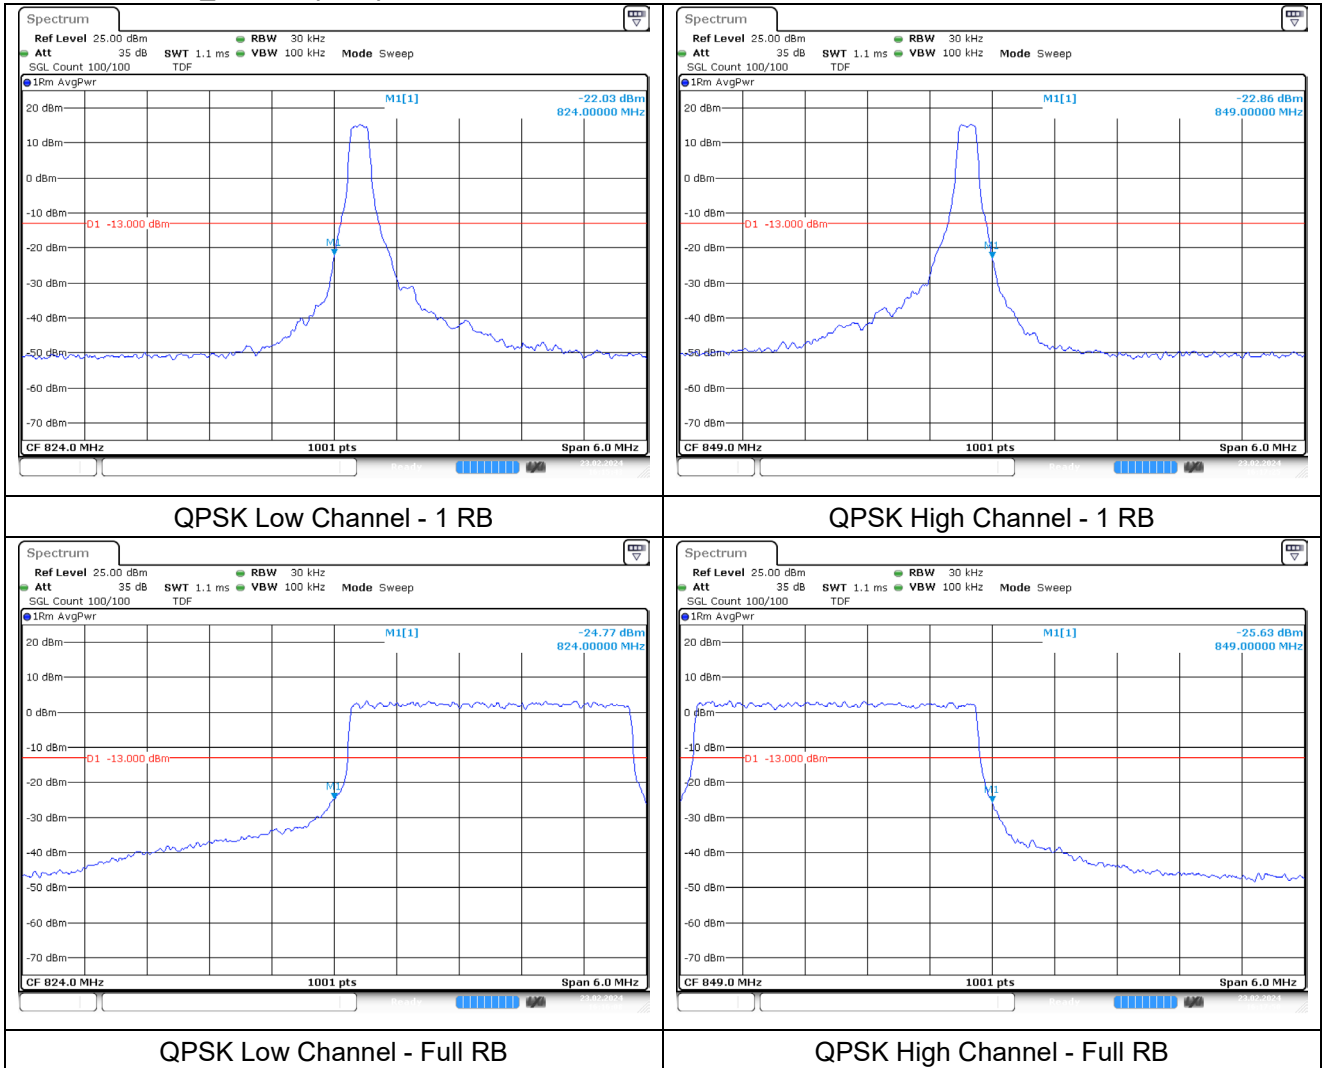 Spectrum
Ref Level 25.00 dBm RBW 30 kHz
Att 35 dB SWT 1.1 ms VBW 100 kHz Mode Sweep
SGL Count 100/100 TDF
1Rm AvgPwr
M1[1] -22.03 dBm
824.00000 MHz
20 dBm
10 dBm
0 dBm
-10 dBm
D1 -13.000 dBm
M1
-20 dBm
-30 dBm
-40 dBm
-50 dBm
-60 dBm
-70 dBm
CF 824.0 MHz 1001 pts Span 6.0 MHz
Ready 23.02.2024
QPSK Low Channel - 1 RB
Spectrum
Ref Level 25.00 dBm RBW 30 kHz
Att 35 dB SWT 1.1 ms VBW 100 kHz Mode Sweep
SGL Count 100/100 TDF
1Rm AvgPwr
M1[1] -22.86 dBm
849.00000 MHz
20 dBm
10 dBm
0 dBm
-10 dBm
D1 -13.000 dBm
M1
-20 dBm
-30 dBm
-40 dBm
-50 dBm
-60 dBm
-70 dBm
CF 849.0 MHz 1001 pts Span 6.0 MHz
Ready 23.02.2024
QPSK High Channel - 1 RB
Spectrum
Ref Level 25.00 dBm RBW 30 kHz
Att 35 dB SWT 1.1 ms VBW 100 kHz Mode Sweep
SGL Count 100/100 TDF
1Rm AvgPwr
M1[1] -24.77 dBm
824.00000 MHz
20 dBm
10 dBm
0 dBm
-10 dBm
D1 -13.000 dBm
-20 dBm
M1
-30 dBm
-40 dBm
-50 dBm
-60 dBm
-70 dBm
CF 824.0 MHz 1001 pts Span 6.0 MHz
Ready 23.02.2024
QPSK Low Channel - Full RB
Spectrum
Ref Level 25.00 dBm RBW 30 kHz
Att 35 dB SWT 1.1 ms VBW 100 kHz Mode Sweep
SGL Count 100/100 TDF
1Rm AvgPwr
M1[1] -25.63 dBm
849.00000 MHz
20 dBm
10 dBm
0 dBm
-10 dBm
D1 -13.000 dBm
-20 dBm
M1
-30 dBm
-40 dBm
-50 dBm
-60 dBm
-70 dBm
CF 849.0 MHz 1001 pts Span 6.0 MHz
Ready 23.02.2024
QPSK High Channel - Full RB